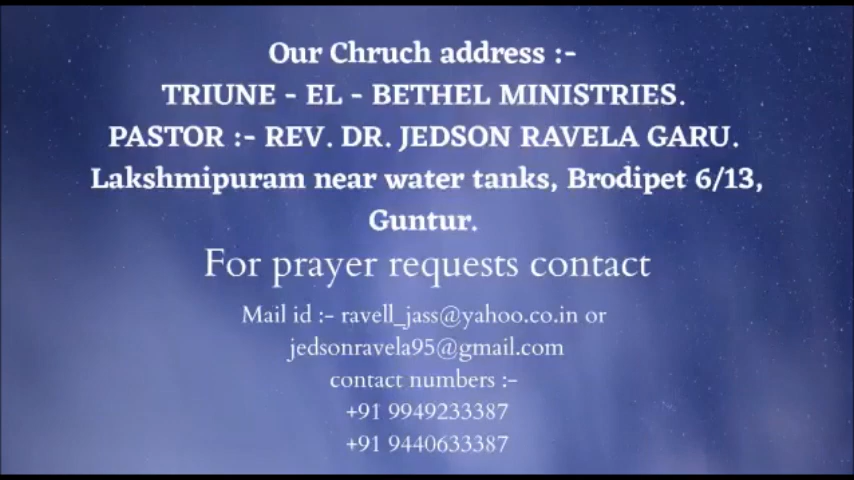 Our Chruch address :-
TRIUNE - EL - BETHEL MINISTRIES.
PASTOR :- REV. DR. JEDSON RAVELA GARU.
Lakshmipuram near water tanks, Brodipet 6/13,
Guntur.
For prayer requests contact
Mail id :- ravell_jass@yahoo.co.in or
jedsonravela95@gmail.com
contact numbers :-
+91 9949233387
+91 9440633387